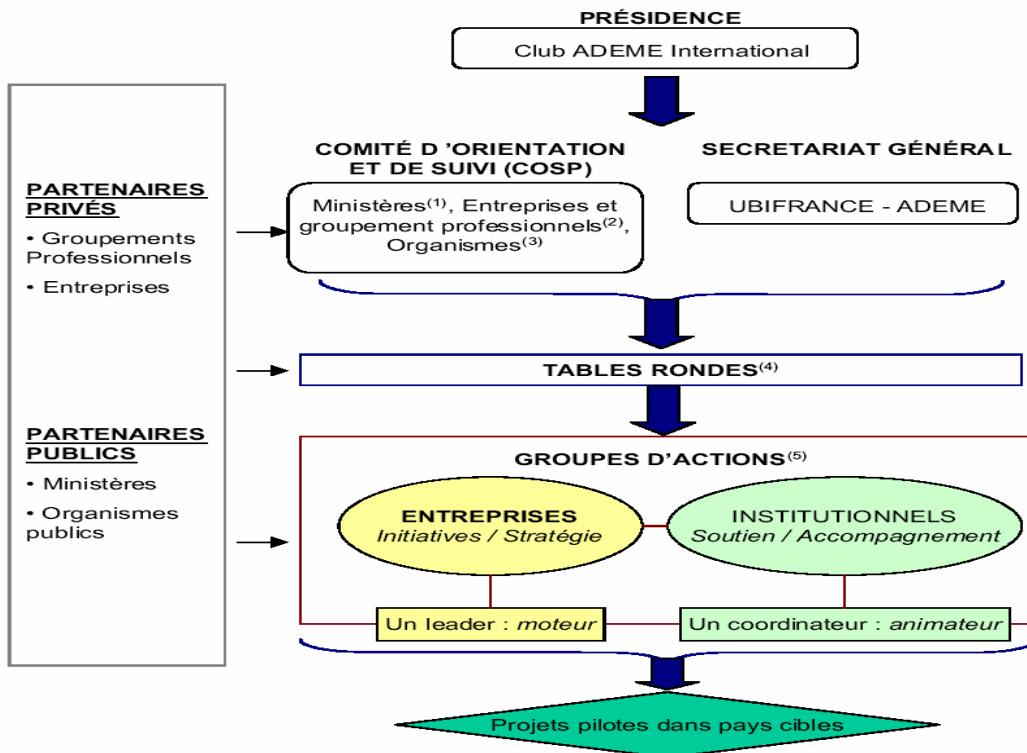 PRÉSIDENCE
Club ADEME International
COMITÉ D 'ORIENTATION
ET DE SUIVI (COSP)
Ministères(1), Entreprises et
groupement professionnels(2),
Organismes(3)
SECRETARIAT GÉNÉRAL
UBIFRANCE - ADEME
PARTENAIRES
PRIVÉS
• Groupements
Professionnels
• Entreprises
PARTENAIRES
PUBLICS
• Ministères
• Organismes
publics
TABLES RONDES(4)
GROUPES D'ACTIONS(5)
ENTREPRISES
Initiatives / Stratégie
INSTITUTIONNELS
Soutien / Accompagnement
Un leader : moteur
Un coordinateur : animateur
Projets pilotes dans pays cibles